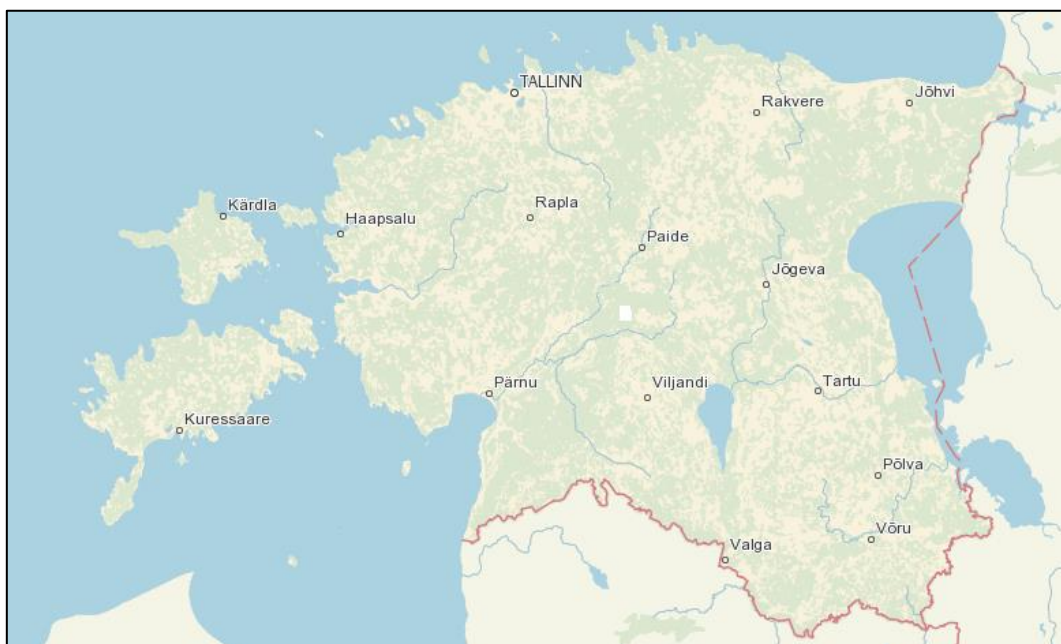 TALLINN
Rakvere
Jõhvi
Kärdla
Haapsalu
Rapla
Paide
Jõgeva
Pärnu
Viljandi
Tartu
Kuressaare
Põlva
Võru
Valga